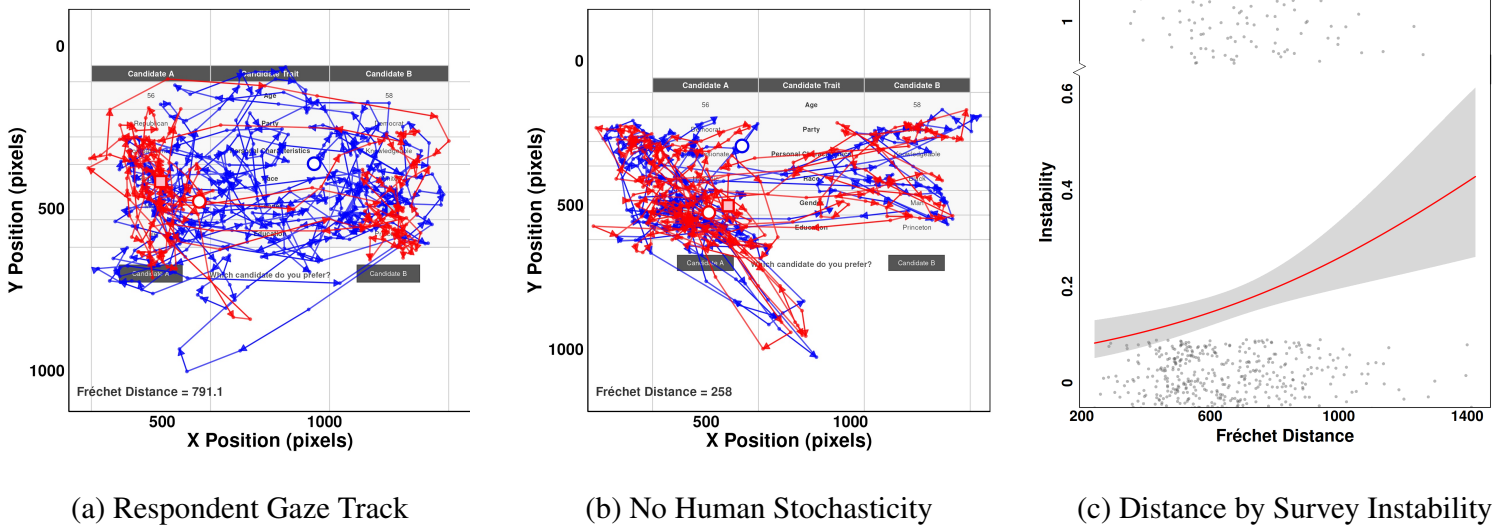 0
500
1000
Y Position (pixels)
Candidate A Candidate Trait Candidate B
56 Age 58
Republican Party Democrat
Personal Characteristics Knowledgeable
Race
Education
Which candidate do you prefer?
Candidate A Candidate B
Fréchet Distance = 791.1
500 1000
X Position (pixels)
(a) Respondent Gaze Track
0
500
1000
Y Position (pixels)
Candidate A Candidate Trait Candidate B
56 Age 58
Democrat Party
Personal Characteristics Knowledgeable
Race
Gender Man
Education Princeton
Which candidate do you prefer?
Candidate A Candidate B
Fréchet Distance = 258
500 1000
X Position (pixels)
(b) No Human Stochasticity
1
0.6
0.4
0.2
0
Instability
200 600 1000 1400
Fréchet Distance
(c) Distance by Survey Instability